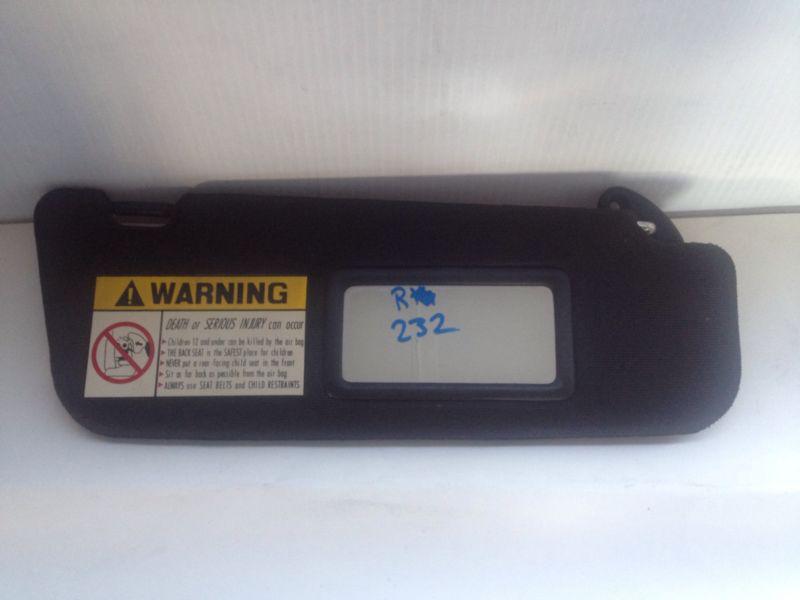 WARNING
DEATH or SERIOUS INJURY can occur
Children 12 and under can be killed by the air bag
THE BACK SEAT is the SAFEST place for children
NEVER put a rear-facing child seat in the front
Sit as far back as possible from the air bag
ALWAYS use SEAT BELTS and CHILD RESTRAINTS
R
232